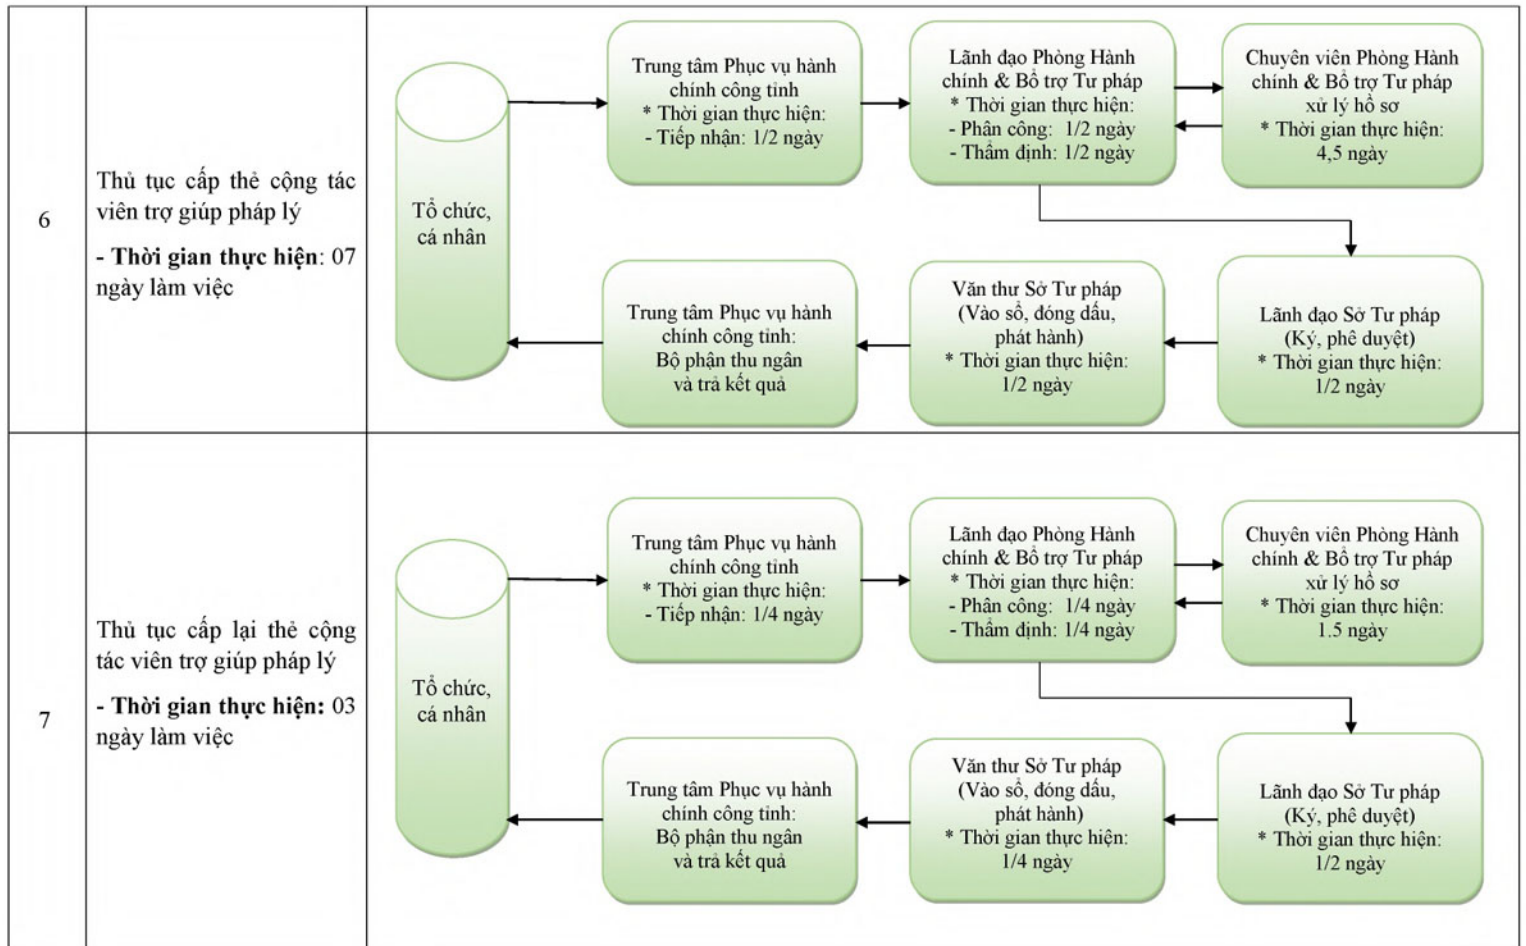 6
Thủ tục cấp thẻ cộng tác
viên trợ giúp pháp lý
- Thời gian thực hiện: 07
ngày làm việc
Tổ chức,
cá nhân
Trung tâm Phục vụ hành
chính công tỉnh
* Thời gian thực hiện:
- Tiếp nhận: 1/2 ngày
Lãnh đạo Phòng Hành
chính & Bổ trợ Tư pháp
* Thời gian thực hiện:
- Phân công: 1/2 ngày
- Thẩm định: 1/2 ngày
Chuyên viên Phòng Hành
chính & Bổ trợ Tư pháp
xử lý hồ sơ
* Thời gian thực hiện:
4,5 ngày
Lãnh đạo Sở Tư pháp
(Ký, phê duyệt)
* Thời gian thực hiện:
1/2 ngày
Văn thư Sở Tư pháp
(Vào sổ, đóng dấu,
phát hành)
* Thời gian thực hiện:
1/2 ngày
Trung tâm Phục vụ hành
chính công tỉnh:
Bộ phận thu ngân
và trả kết quả
7
Thủ tục cấp lại thẻ cộng
tác viên trợ giúp pháp lý
- Thời gian thực hiện: 03
ngày làm việc
Tổ chức,
cá nhân
Trung tâm Phục vụ hành
chính công tỉnh
* Thời gian thực hiện:
- Tiếp nhận: 1/4 ngày
Lãnh đạo Phòng Hành
chính & Bổ trợ Tư pháp
* Thời gian thực hiện:
- Phân công: 1/4 ngày
- Thẩm định: 1/4 ngày
Chuyên viên Phòng Hành
chính & Bổ trợ Tư pháp
xử lý hồ sơ
* Thời gian thực hiện:
1.5 ngày
Lãnh đạo Sở Tư pháp
(Ký, phê duyệt)
* Thời gian thực hiện:
1/2 ngày
Văn thư Sở Tư pháp
(Vào sổ, đóng dấu,
phát hành)
* Thời gian thực hiện:
1/4 ngày
Trung tâm Phục vụ hành
chính công tỉnh:
Bộ phận thu ngân
và trả kết quả